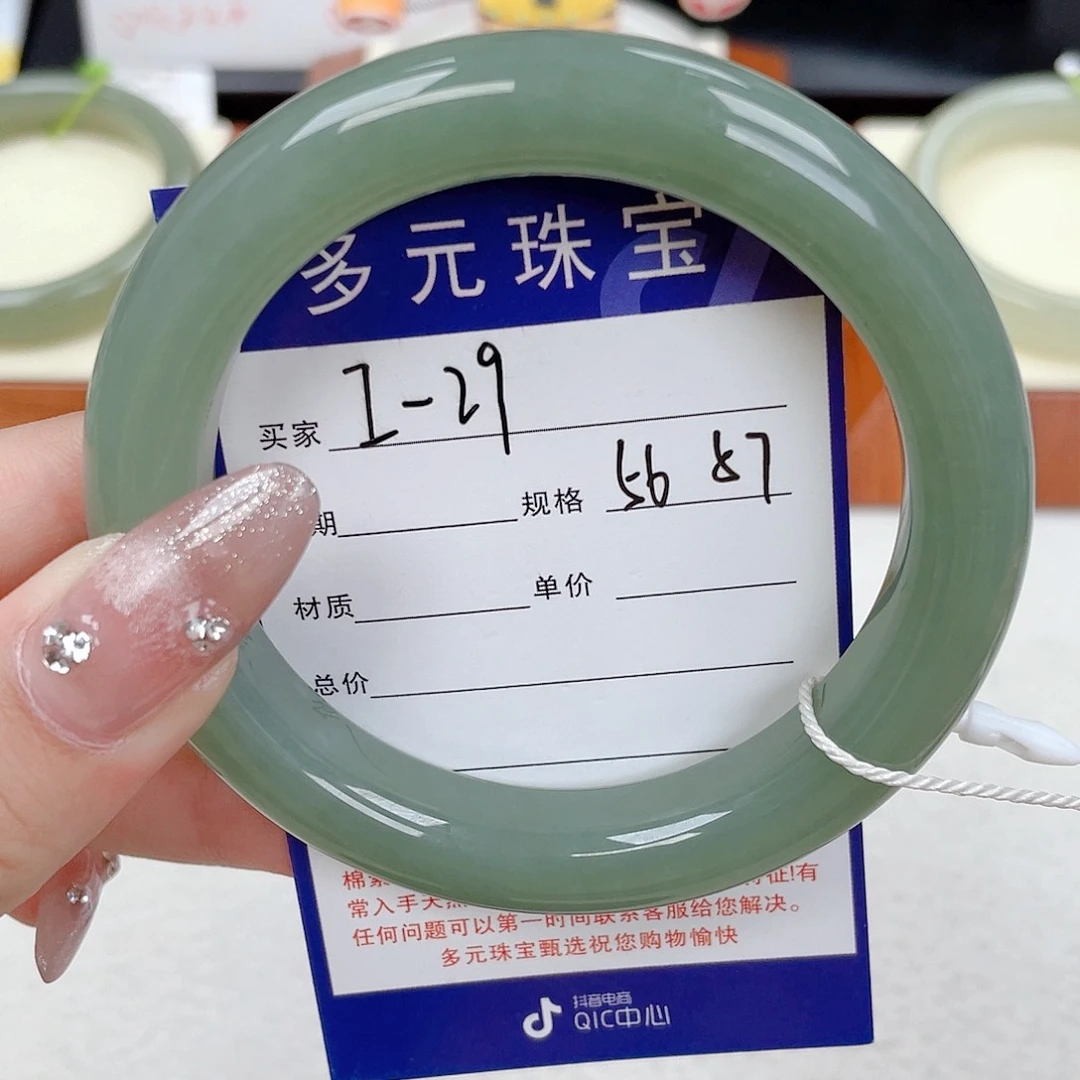 多元珠宝
买家 I-29
期 规格 56 87
材质 单价
总价
棉 征!有
常入手天
任何问题可以第一时间联系客服给您解决。
多元珠宝甄选祝您购物愉快
抖音电商
QIC中心